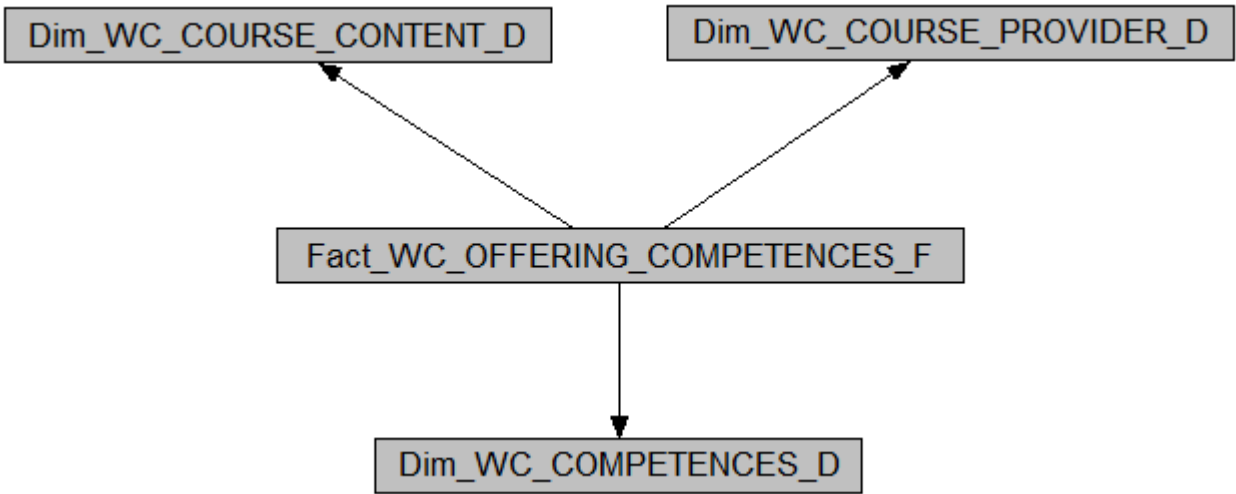 Dim_WC_COURSE_CONTENT_D
Dim_WC_COURSE_PROVIDER_D
Fact_WC_OFFERING_COMPETENCES_F
Dim_WC_COMPETENCES_D